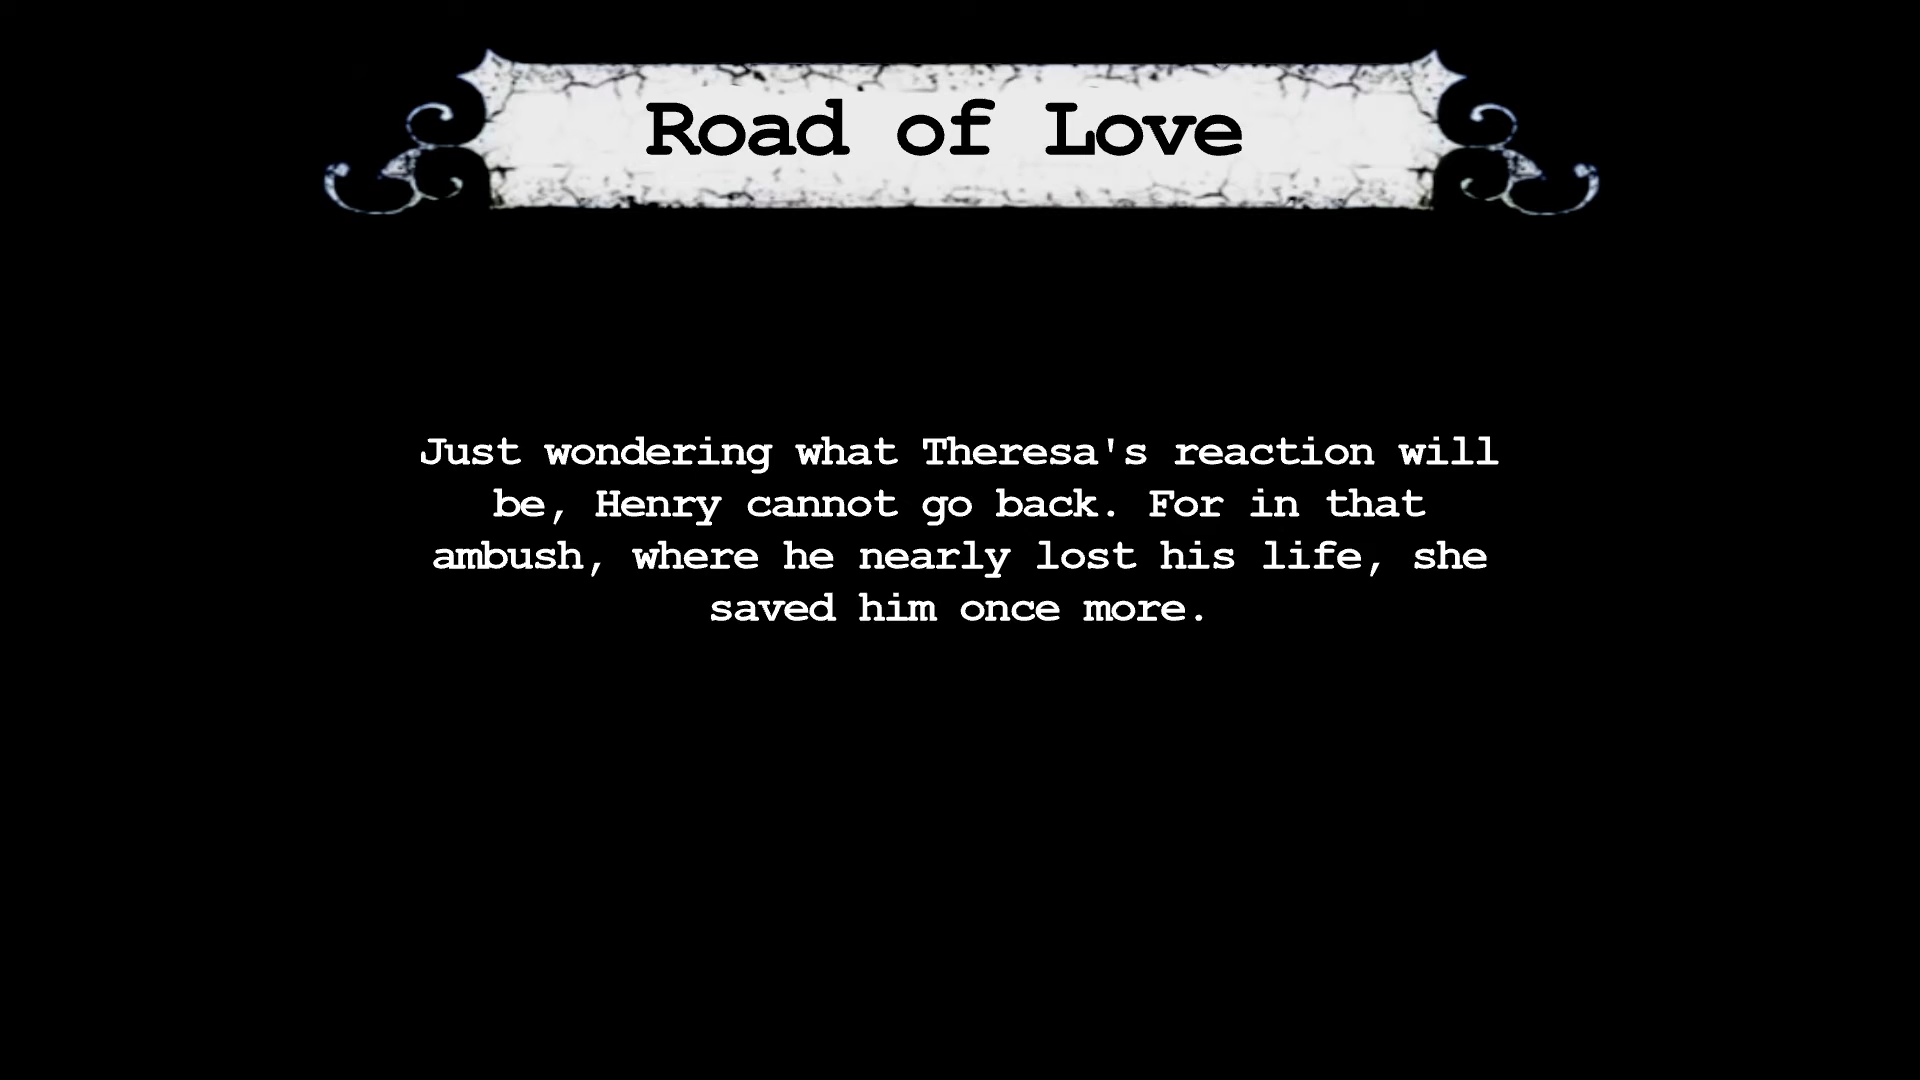 Road of Love
Just wondering what Theresa's reaction will
be, Henry cannot go back. For in that
ambush, where he nearly lost his life, she
saved him once more.